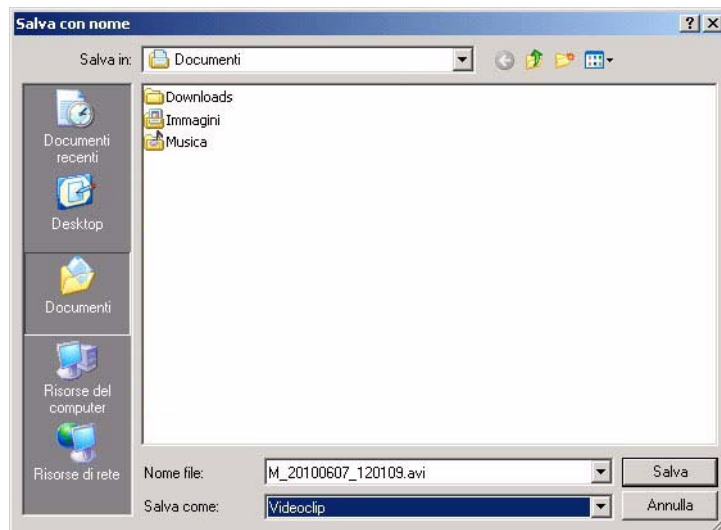 Salva con nome
Salva in: Documenti
Downloads
Immagini
Musica
Documenti
recenti
Desktop
Documenti
Risorse del
computer
Risorse di rete
Nome file: M_20100607_120109.avi Salva
Salva come: Videoclip Annulla